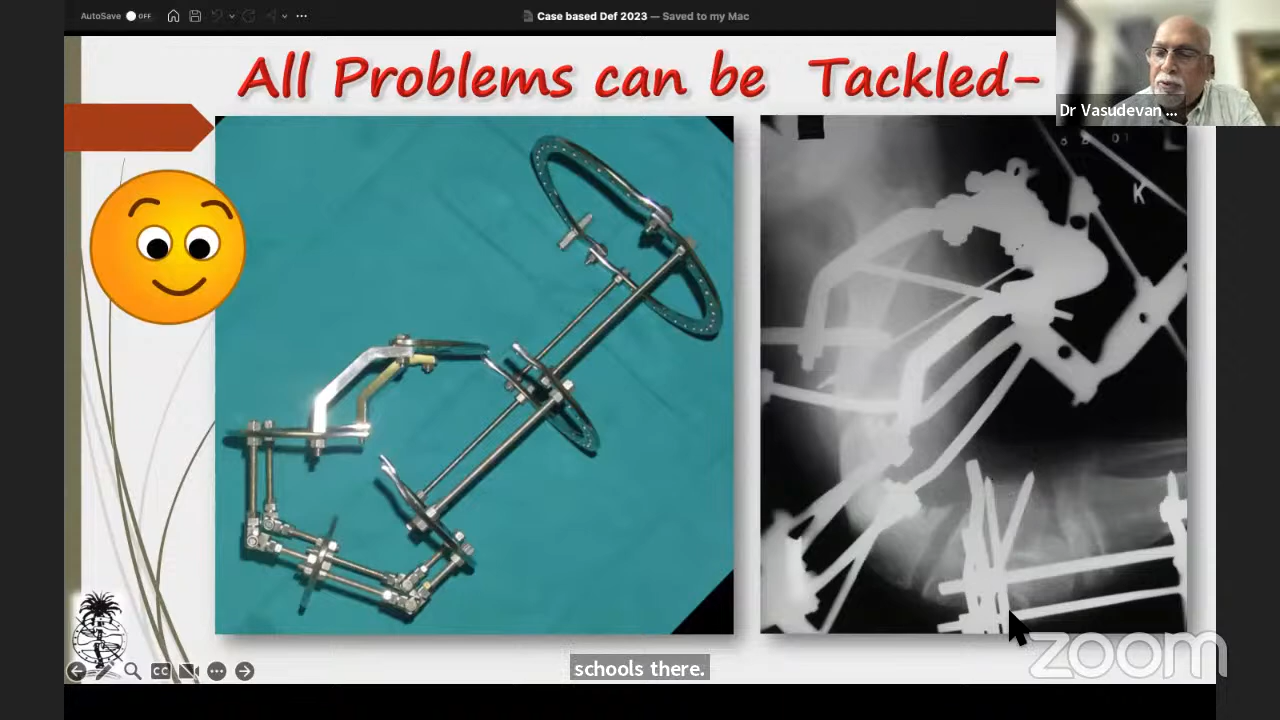 AutoSave OFF
Case based Def 2023 — Saved to my Mac
All Problems can be Tackled-
Dr Vasudevan ...
K
CC
schools there.
zoom